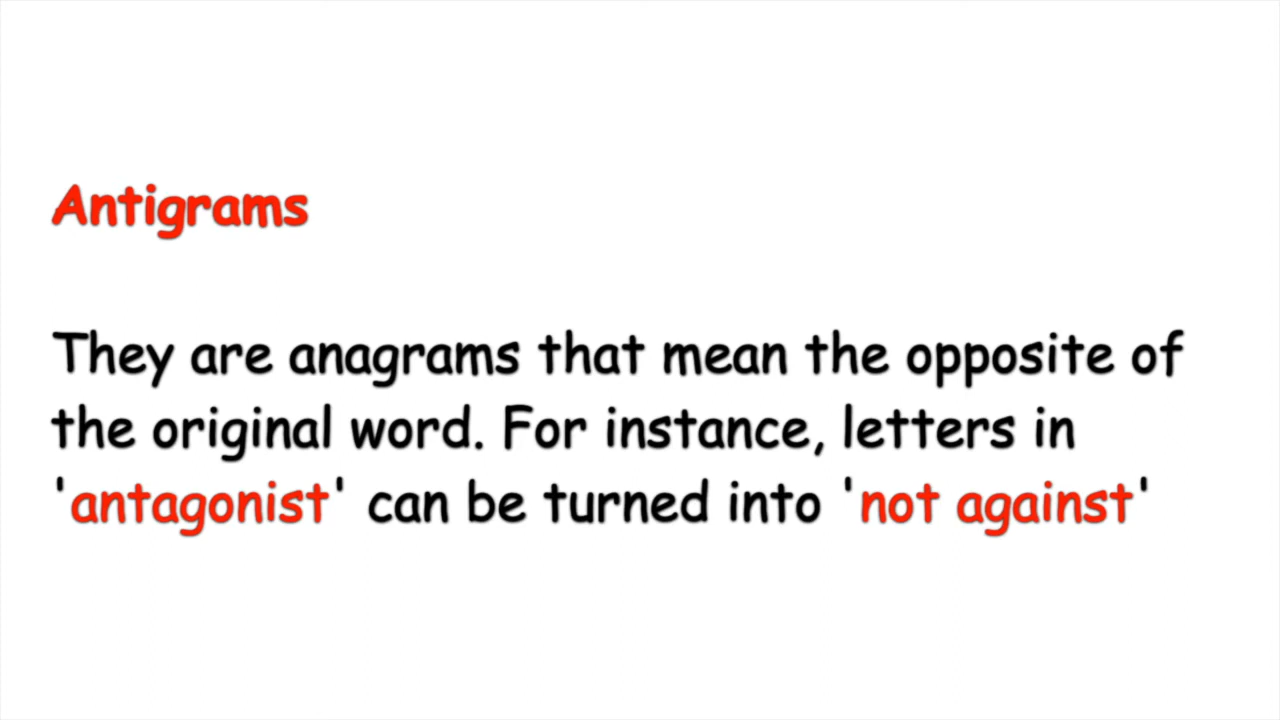 Antigrams
They are anagrams that mean the opposite of
the original word. For instance, letters in
'antagonist' can be turned into 'not against'